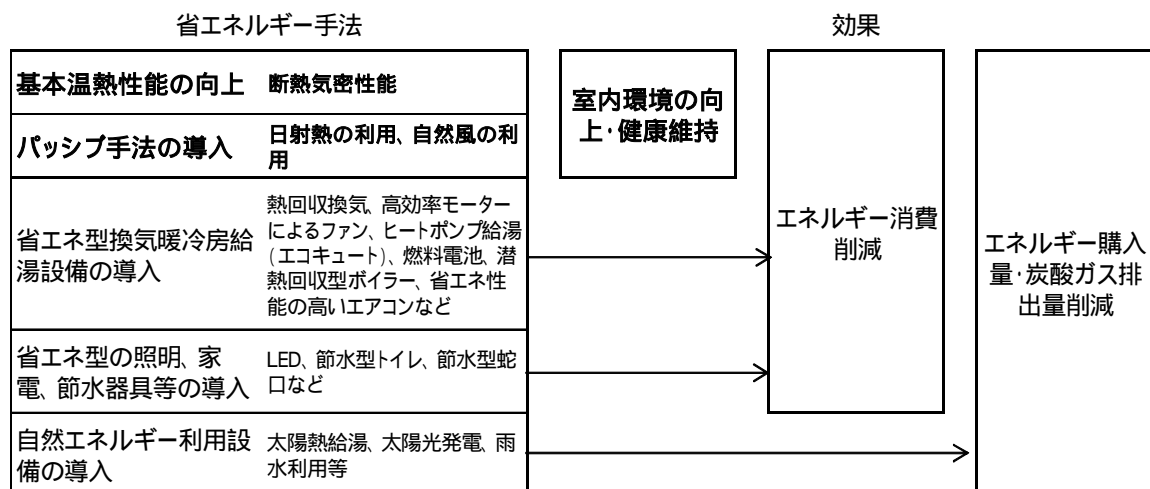 省エネルギー手法
効果
基本温熱性能の向上
断熱気密性能
パッシブ手法の導入
日射熱の利用、自然風の利
用
室内環境の向
上・健康維持
省エネ型換気暖冷房給
湯設備の導入
熱回収換気、高効率モーター
によるファン、ヒートポンプ給湯
(エコキュート)、燃料電池、潜
熱回収型ボイラー、省エネ性
能の高いエアコンなど
省エネ型の照明、家
電、節水器具等の導入
LED、節水型トイレ、節水型蛇
口など
自然エネルギー利用設
備の導入
太陽熱給湯、太陽光発電、雨
水利用等
エネルギー消費
削減
エネルギー購入
量・炭酸ガス排
出量削減